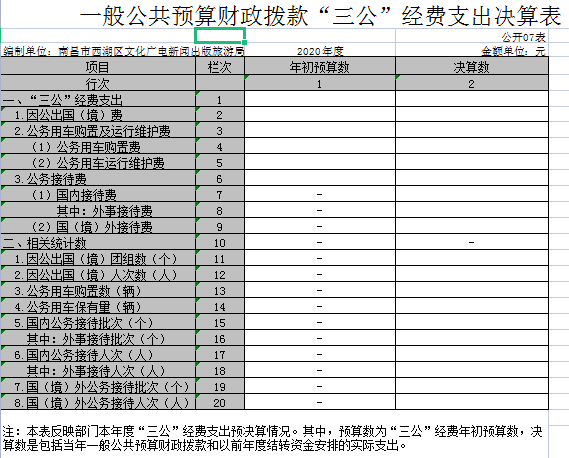 一般公共预算财政拨款“三公”经费支出决算表
公开07表
编制单位：南昌市西湖区文化广电新闻出版旅游局 2020年度 金额单位：元
项目 栏次 年初预算数 决算数
行次 1 2
一、“三公”经费支出 1
1.因公出国（境）费 2
2.公务用车购置及运行维护费 3
（1）公务用车购置费 4
（2）公务用车运行维护费 5
3.公务接待费 6
（1）国内接待费 7 -
其中：外事接待费 8 -
（2）国（境）外接待费 9 -
二、相关统计数 10 - -
1.因公出国（境）团组数（个） 11 -
2.因公出国（境）人次数（人） 12 -
3.公务用车购置数（辆） 13 -
4.公务用车保有量（辆） 14 -
5.国内公务接待批次（个） 15 -
其中：外事接待批次（个） 16 -
6.国内公务接待人次（人） 17 -
其中：外事接待人次（人） 18 -
7.国（境）外公务接待批次（个） 19 -
8.国（境）外公务接待人次（人） 20 -
注：本表反映部门本年度“三公”经费支出预决算情况。其中，预算数为“三公”经费年初预算数，决
算数是包括当年一般公共预算财政拨款和以前年度结转资金安排的实际支出。